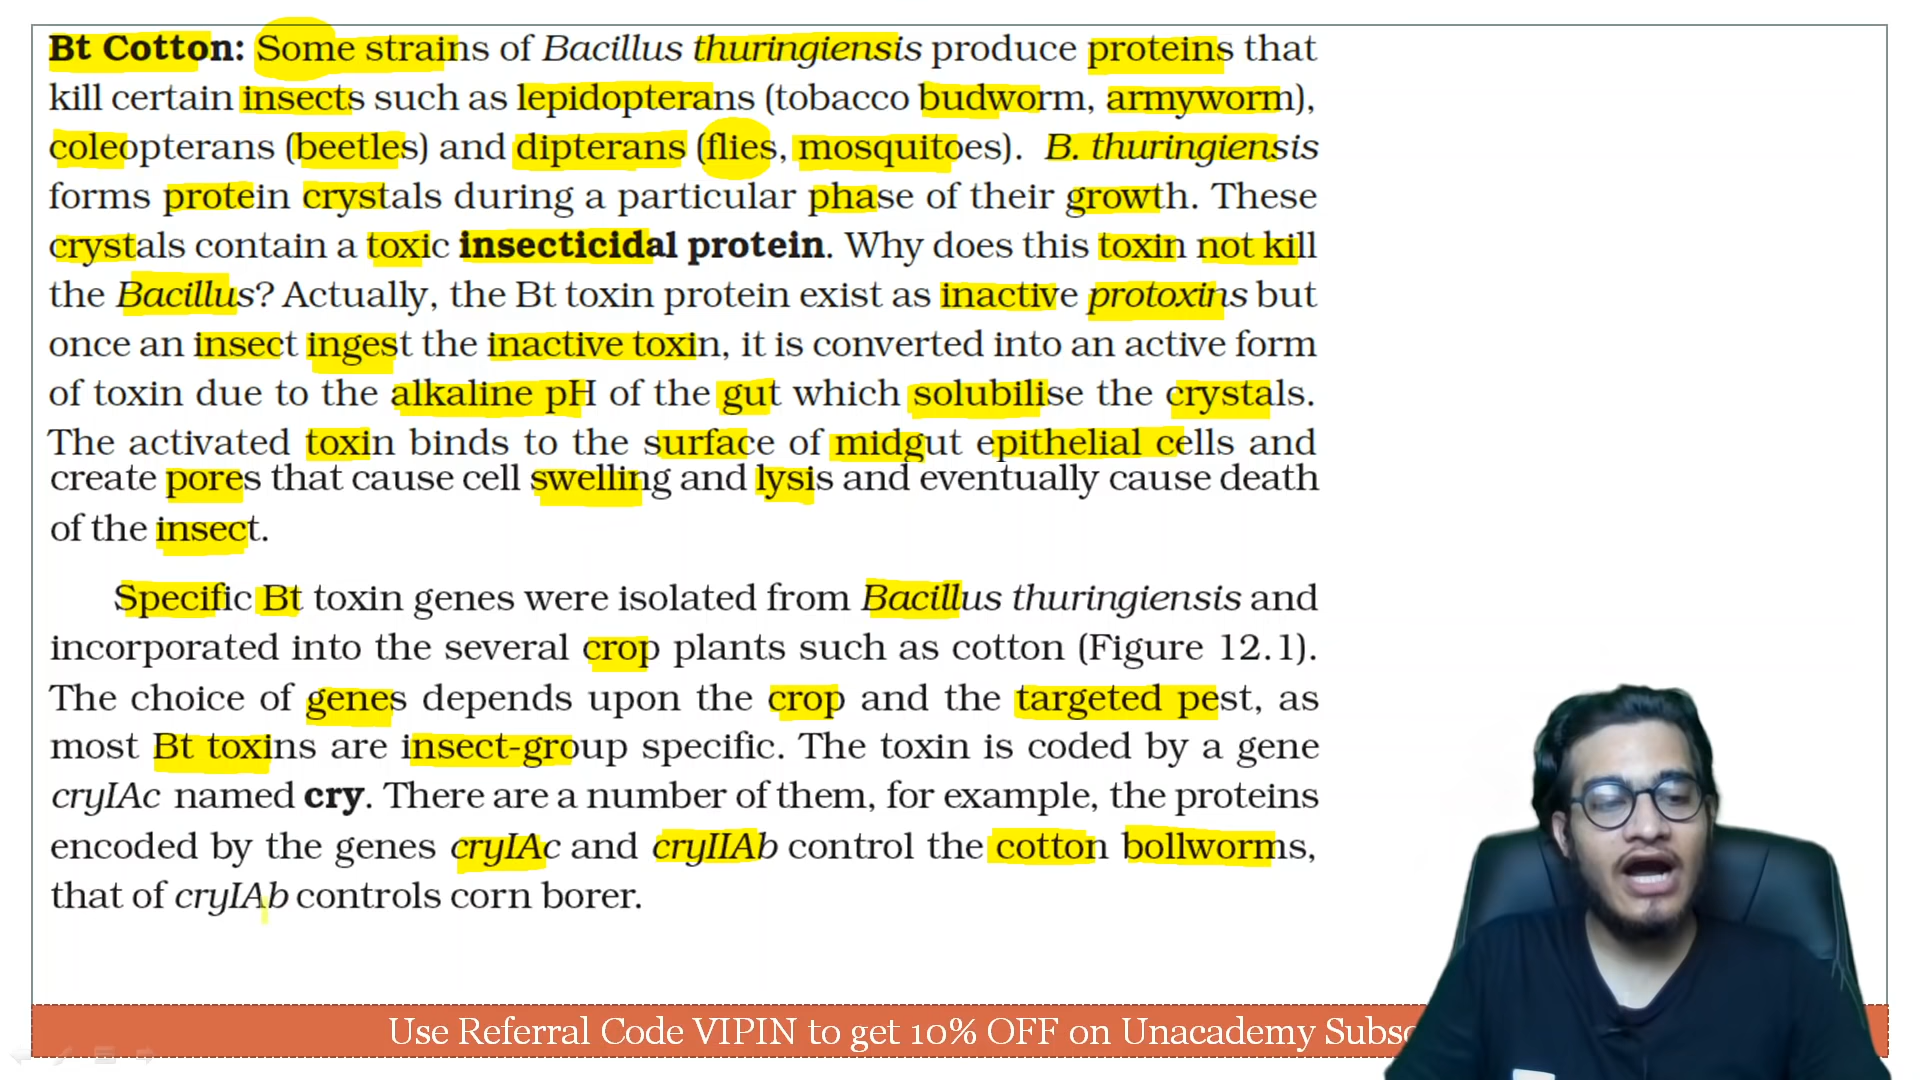 Bt Cotton: Some strains of Bacillus thuringiensis produce proteins that
kill certain insects such as lepidopterans (tobacco budworm, armyworm),
coleopterans (beetles) and dipterans (flies, mosquitoes). B. thuringiensis
forms protein crystals during a particular phase of their growth. These
crystals contain a toxic insecticidal protein. Why does this toxin not kill
the Bacillus? Actually, the Bt toxin protein exist as inactive protoxins but
once an insect ingest the inactive toxin, it is converted into an active form
of toxin due to the alkaline pH of the gut which solubilise the crystals.
The activated toxin binds to the surface of midgut epithelial cells and
create pores that cause cell swelling and lysis and eventually cause death
of the insect.
Specific Bt toxin genes were isolated from Bacillus thuringiensis and
incorporated into the several crop plants such as cotton (Figure 12.1).
The choice of genes depends upon the crop and the targeted pest, as
most Bt toxins are insect-group specific. The toxin is coded by a gene
cryIAc named cry. There are a number of them, for example, the proteins
encoded by the genes cryIAc and cryIIAb control the cotton bollworms,
that of cryIAb controls corn borer.
Use Referral Code VIPIN to get 10% OFF on Unacademy Subsc